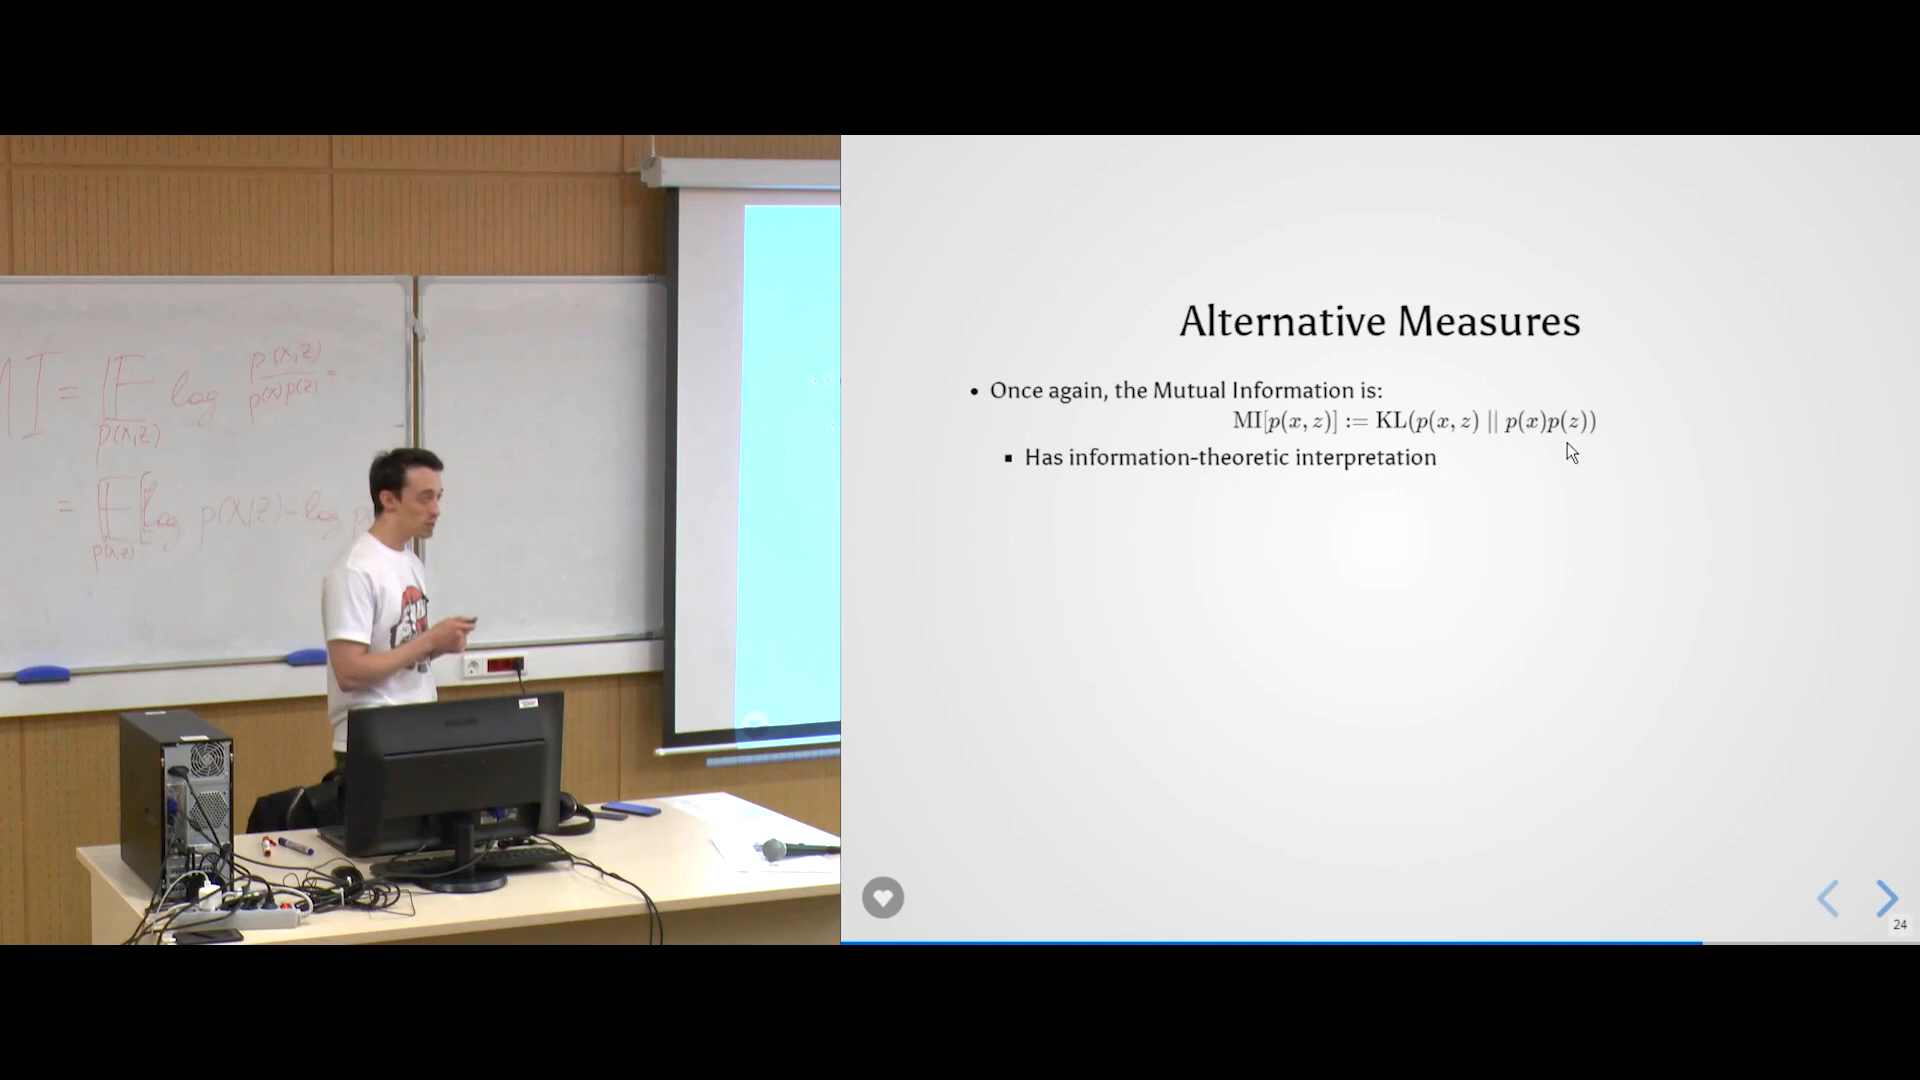 MI = E log p(x,z) / p(x)p(z) =
p(x,z)
= E [log p(x|z) - log p
p(x,z)
PHILIPS
Alternative Measures
• Once again, the Mutual Information is:
MI[p(x, z)] := KL(p(x, z) || p(x)p(z))
▪ Has information-theoretic interpretation
24